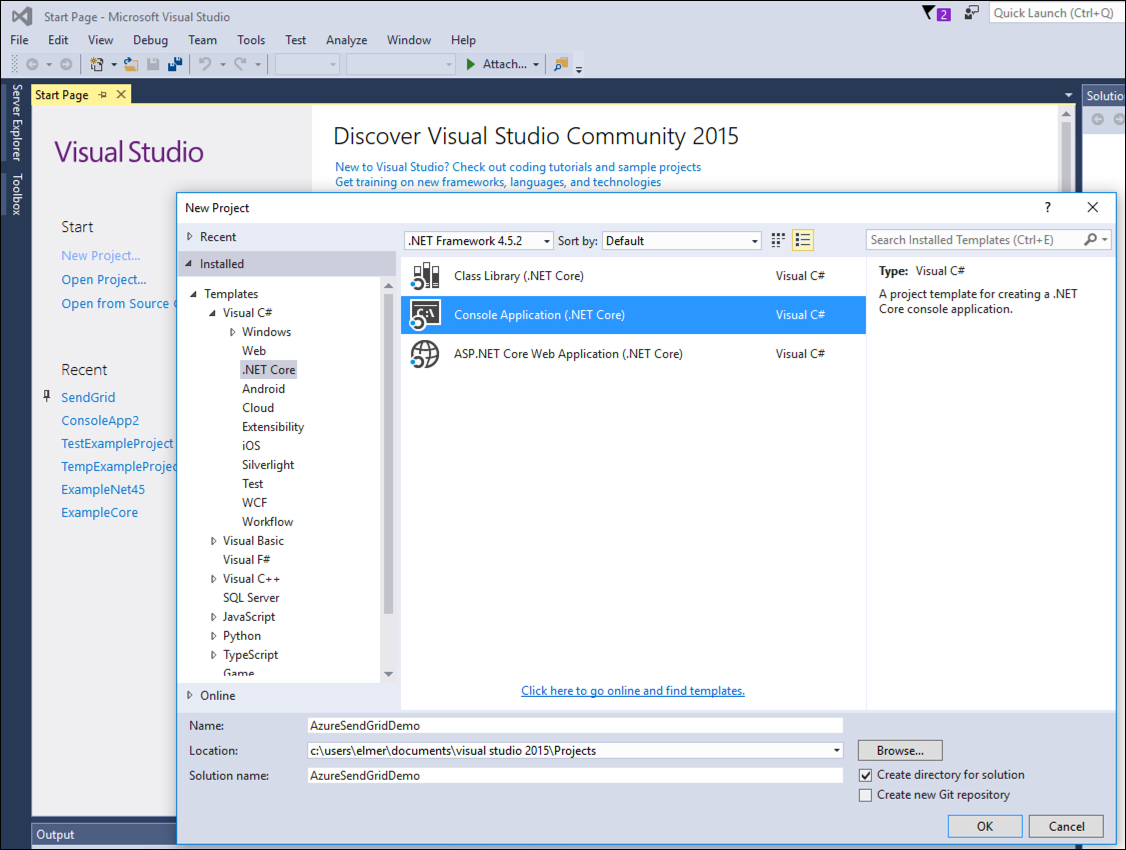 Start Page - Microsoft Visual Studio
2
Quick Launch (Ctrl+Q)
File Edit View Debug Team Tools Test Analyze Window Help
Attach...
Server Explorer
Toolbox
Start Page
Solutio
Visual Studio
Discover Visual Studio Community 2015
New to Visual Studio? Check out coding tutorials and sample projects
Get training on new frameworks, languages, and technologies
Start
New Project...
Open Project...
Open from Source C
Recent
SendGrid
ConsoleApp2
TestExampleProject
TempExampleProjec
ExampleNet45
ExampleCore
Output
New Project
?
Recent
Installed
.NET Framework 4.5.2 Sort by: Default
Search Installed Templates (Ctrl+E)
Templates
Visual C#
Windows
Web
.NET Core
Android
Cloud
Extensibility
iOS
Silverlight
Test
WCF
Workflow
Visual Basic
Visual F#
Visual C++
SQL Server
JavaScript
Python
TypeScript
Game
Online
Class Library (.NET Core) Visual C#
C:\ Console Application (.NET Core) Visual C#
ASP.NET Core Web Application (.NET Core) Visual C#
Click here to go online and find templates.
Type: Visual C#
A project template for creating a .NET
Core console application.
Name: AzureSendGridDemo
Location: c:\users\elmer\documents\visual studio 2015\Projects
Browse...
Solution name: AzureSendGridDemo
Create directory for solution
Create new Git repository
OK Cancel